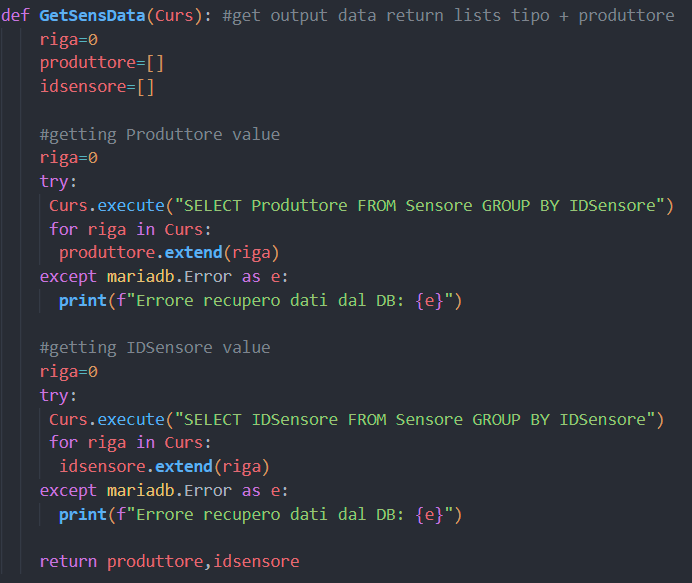 def GetSensData(Curs): #get output data return lists tipo + produttore
    riga=0
    produttore=[]
    idsensore=[]

    #getting Produttore value
    riga=0
    try:
     Curs.execute("SELECT Produttore FROM Sensore GROUP BY IDSensore")
     for riga in Curs:
      produttore.extend(riga)
    except mariadb.Error as e:
      print(f"Errore recupero dati dal DB: {e}")

    #getting IDSensore value
    riga=0
    try:
     Curs.execute("SELECT IDSensore FROM Sensore GROUP BY IDSensore")
     for riga in Curs:
      idsensore.extend(riga)
    except mariadb.Error as e:
      print(f"Errore recupero dati dal DB: {e}")

    return produttore,idsensore